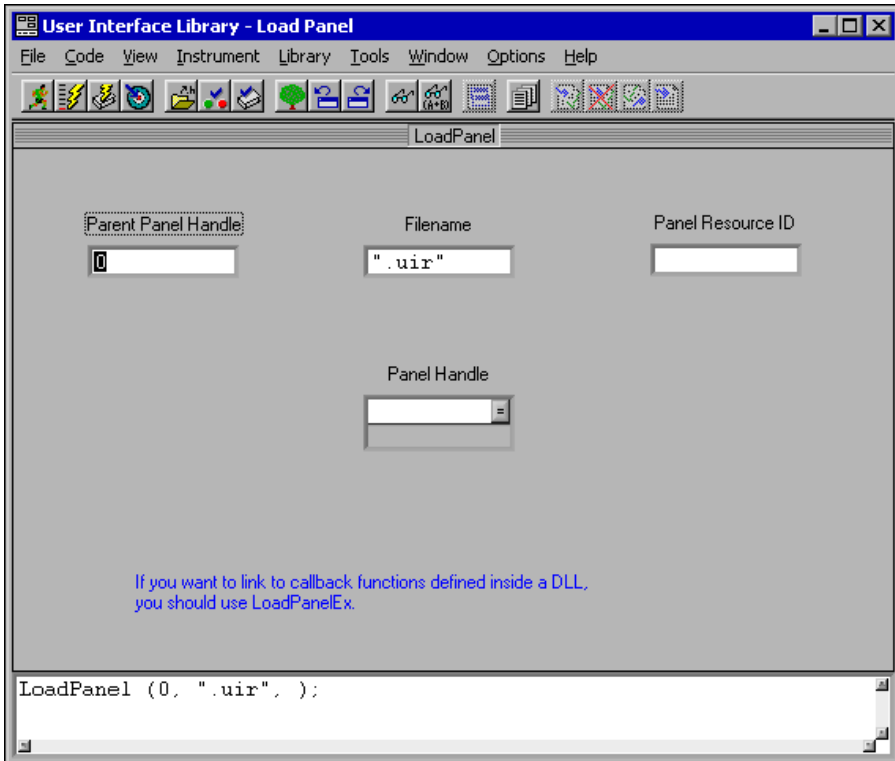 User Interface Library - Load Panel
File Code View Instrument Library Tools Window Options Help
(A+B)
LoadPanel
Parent Panel Handle Filename Panel Resource ID
0 ".uir"
Panel Handle
=
If you want to link to callback functions defined inside a DLL,
you should use LoadPanelEx.
LoadPanel (0, ".uir", );